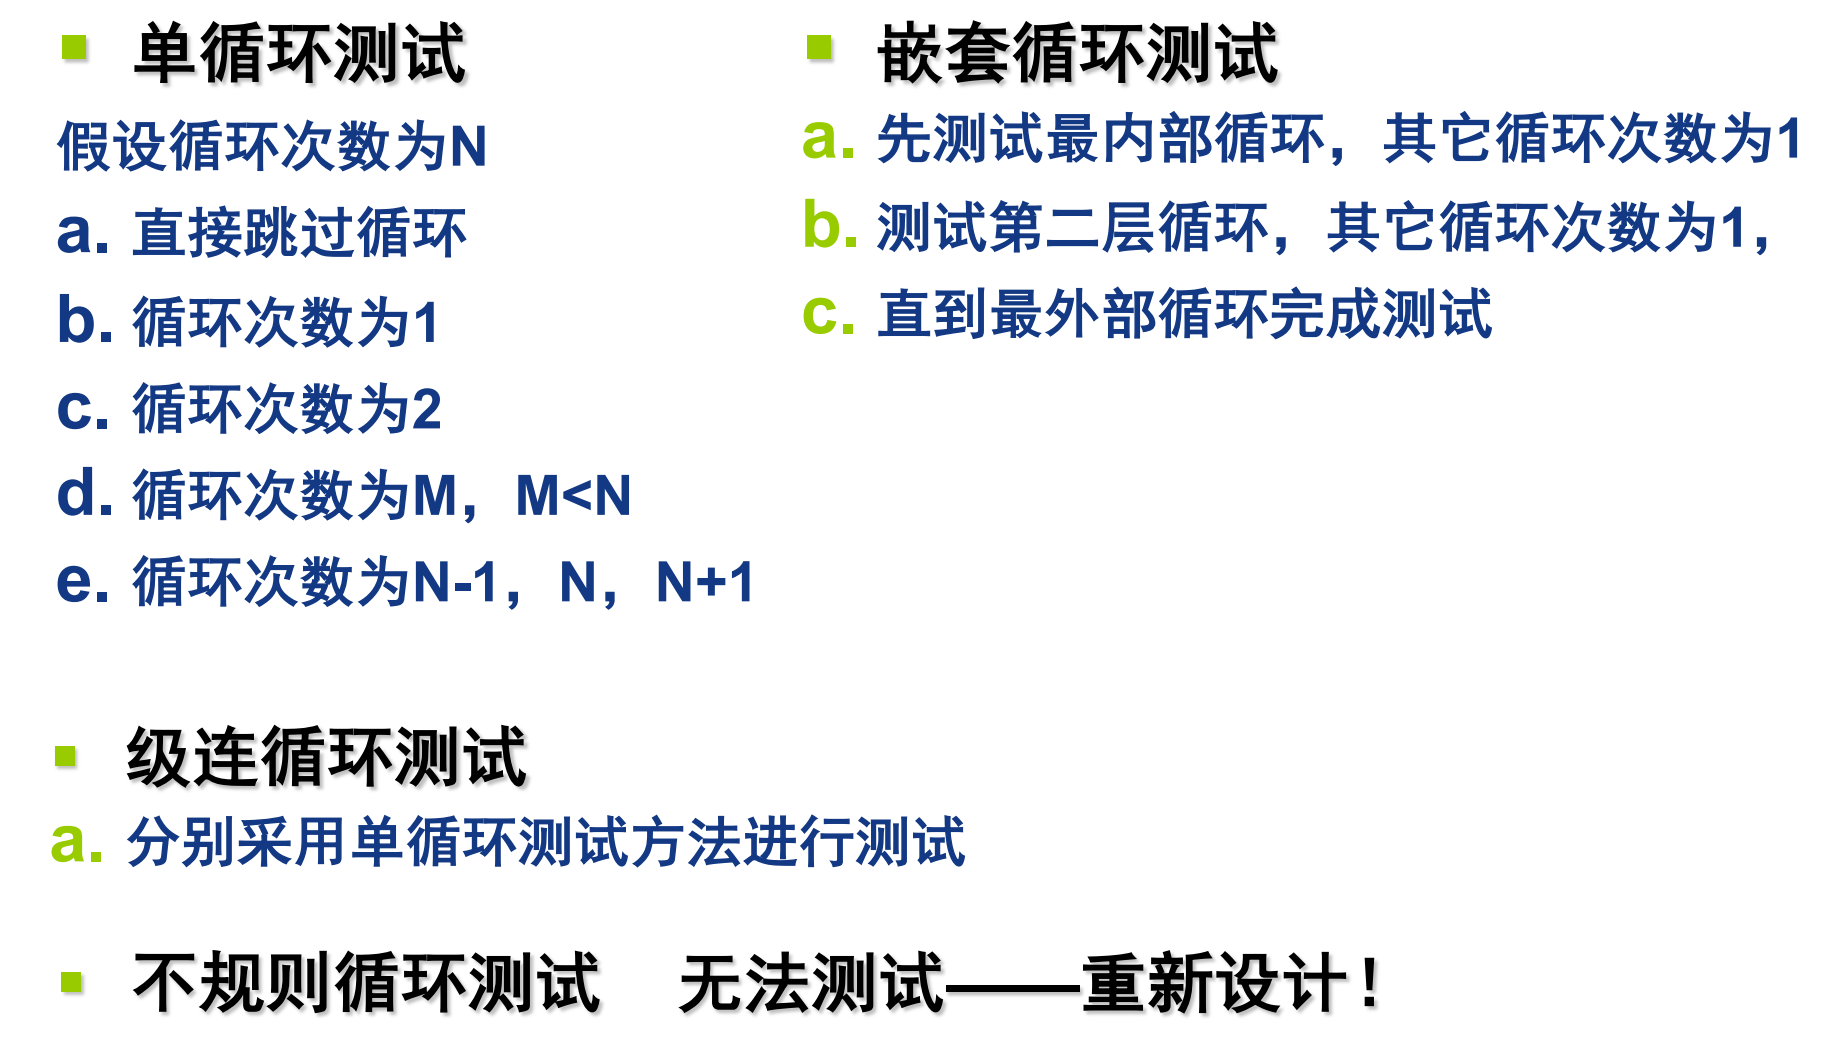 单循环测试
假设循环次数为N
a. 直接跳过循环
b. 循环次数为1
c. 循环次数为2
d. 循环次数为M，M<N
e. 循环次数为N-1，N，N+1
嵌套循环测试
a. 先测试最内部循环，其它循环次数为1
b. 测试第二层循环，其它循环次数为1，
c. 直到最外部循环完成测试
级连循环测试
a. 分别采用单循环测试方法进行测试
不规则循环测试 无法测试——重新设计！